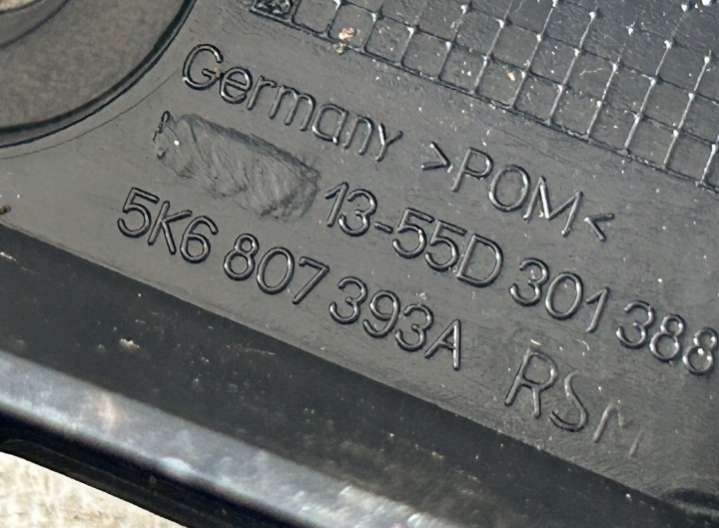 Germany >POM<
13-55D 301 388
5K6 807 393A
RSM